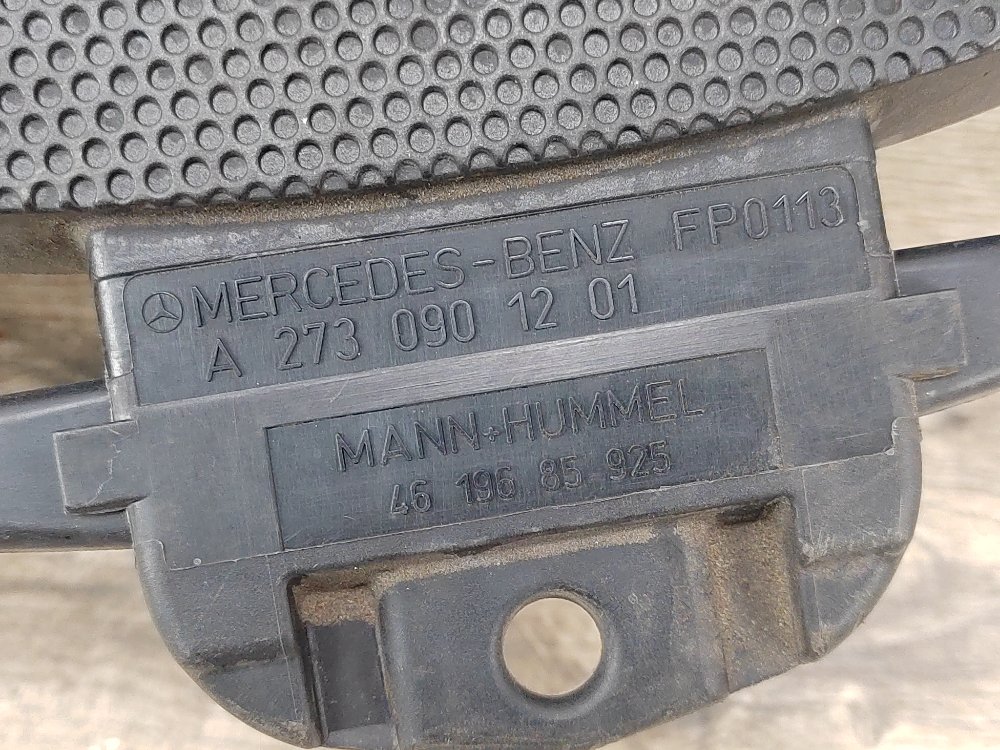 MERCEDES-BENZ FP0113
A 273 090 12 01
MANN+HUMMEL
46 196 85 925